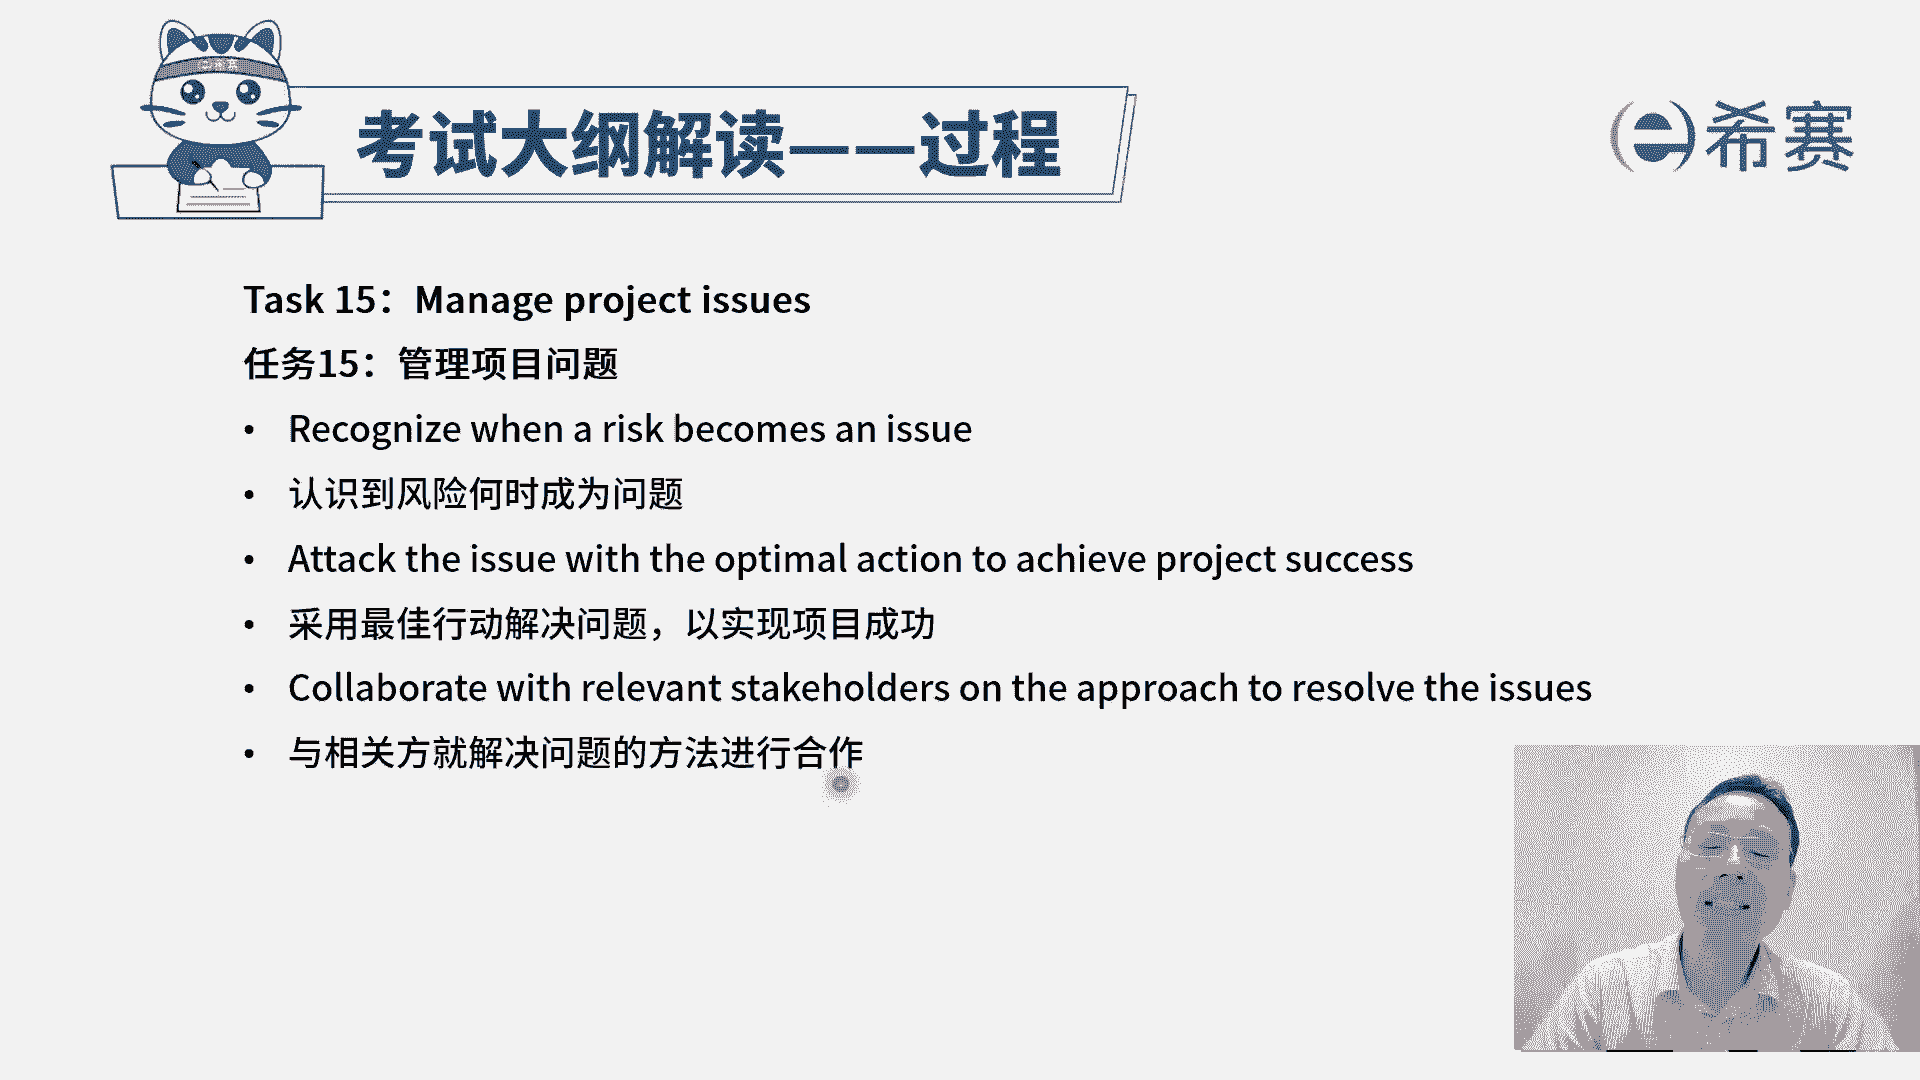 考试大纲解读——过程
希赛
Task 15：Manage project issues
任务15：管理项目问题
• Recognize when a risk becomes an issue
• 认识到风险何时成为问题
• Attack the issue with the optimal action to achieve project success
• 采用最佳行动解决问题，以实现项目成功
• Collaborate with relevant stakeholders on the approach to resolve the issues
• 与相关方就解决问题的方法进行合作